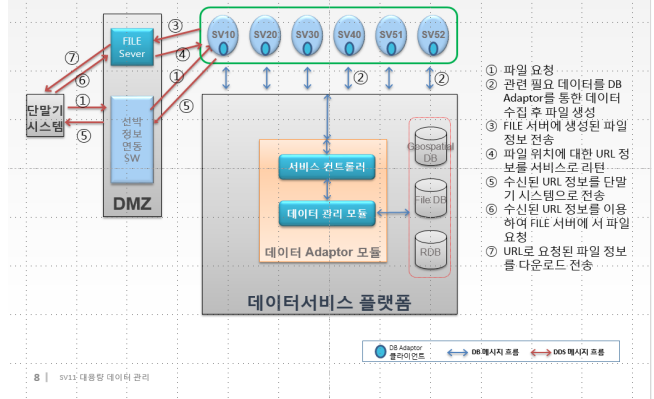 ③
SV10 SV20 SV30 SV40 SV51 SV52
⑦ FILE
Sever ④
⑥ ①
② ②
① 단말기
시스템
⑤
선박
정보
연동
SW
⑤
DMZ
Geospatial
DB
서비스 컨트롤러
데이터 관리 모듈
File DB
데이터 Adaptor 모듈
RDB
데이터서비스 플랫폼
① 파일 요청
② 관련 필요 데이터를 DB
Adaptor를 통한 데이터
수집 후 파일 생성
③ FILE 서버에 생성된 파일
정보 전송
④ 파일 위치에 대한 URL 정
보를 서비스로 리턴
⑤ 수신된 URL 정보를 단말
기 시스템으로 전송
⑥ 수신된 URL 정보를 이용
하여 FILE 서버에 서 파일
요청
⑦ URL로 요청된 파일 정보
를 다운로드 전송
DB Adaptor
클라이언트
DB 메시지 흐름
DDS 메시지 흐름
8 | SV11 대용량 데이터 관리